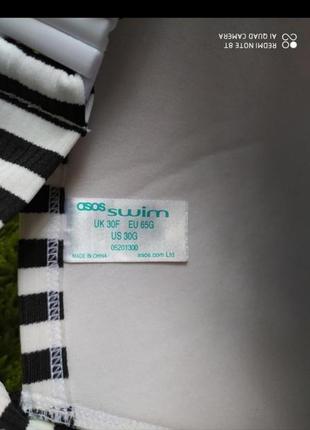 REDMI NOTE 8T
AI QUAD CAMERA
asos swim
UK 30F EU 65G
US 30G
05201300
MADE IN CHINA asos.com Ltd